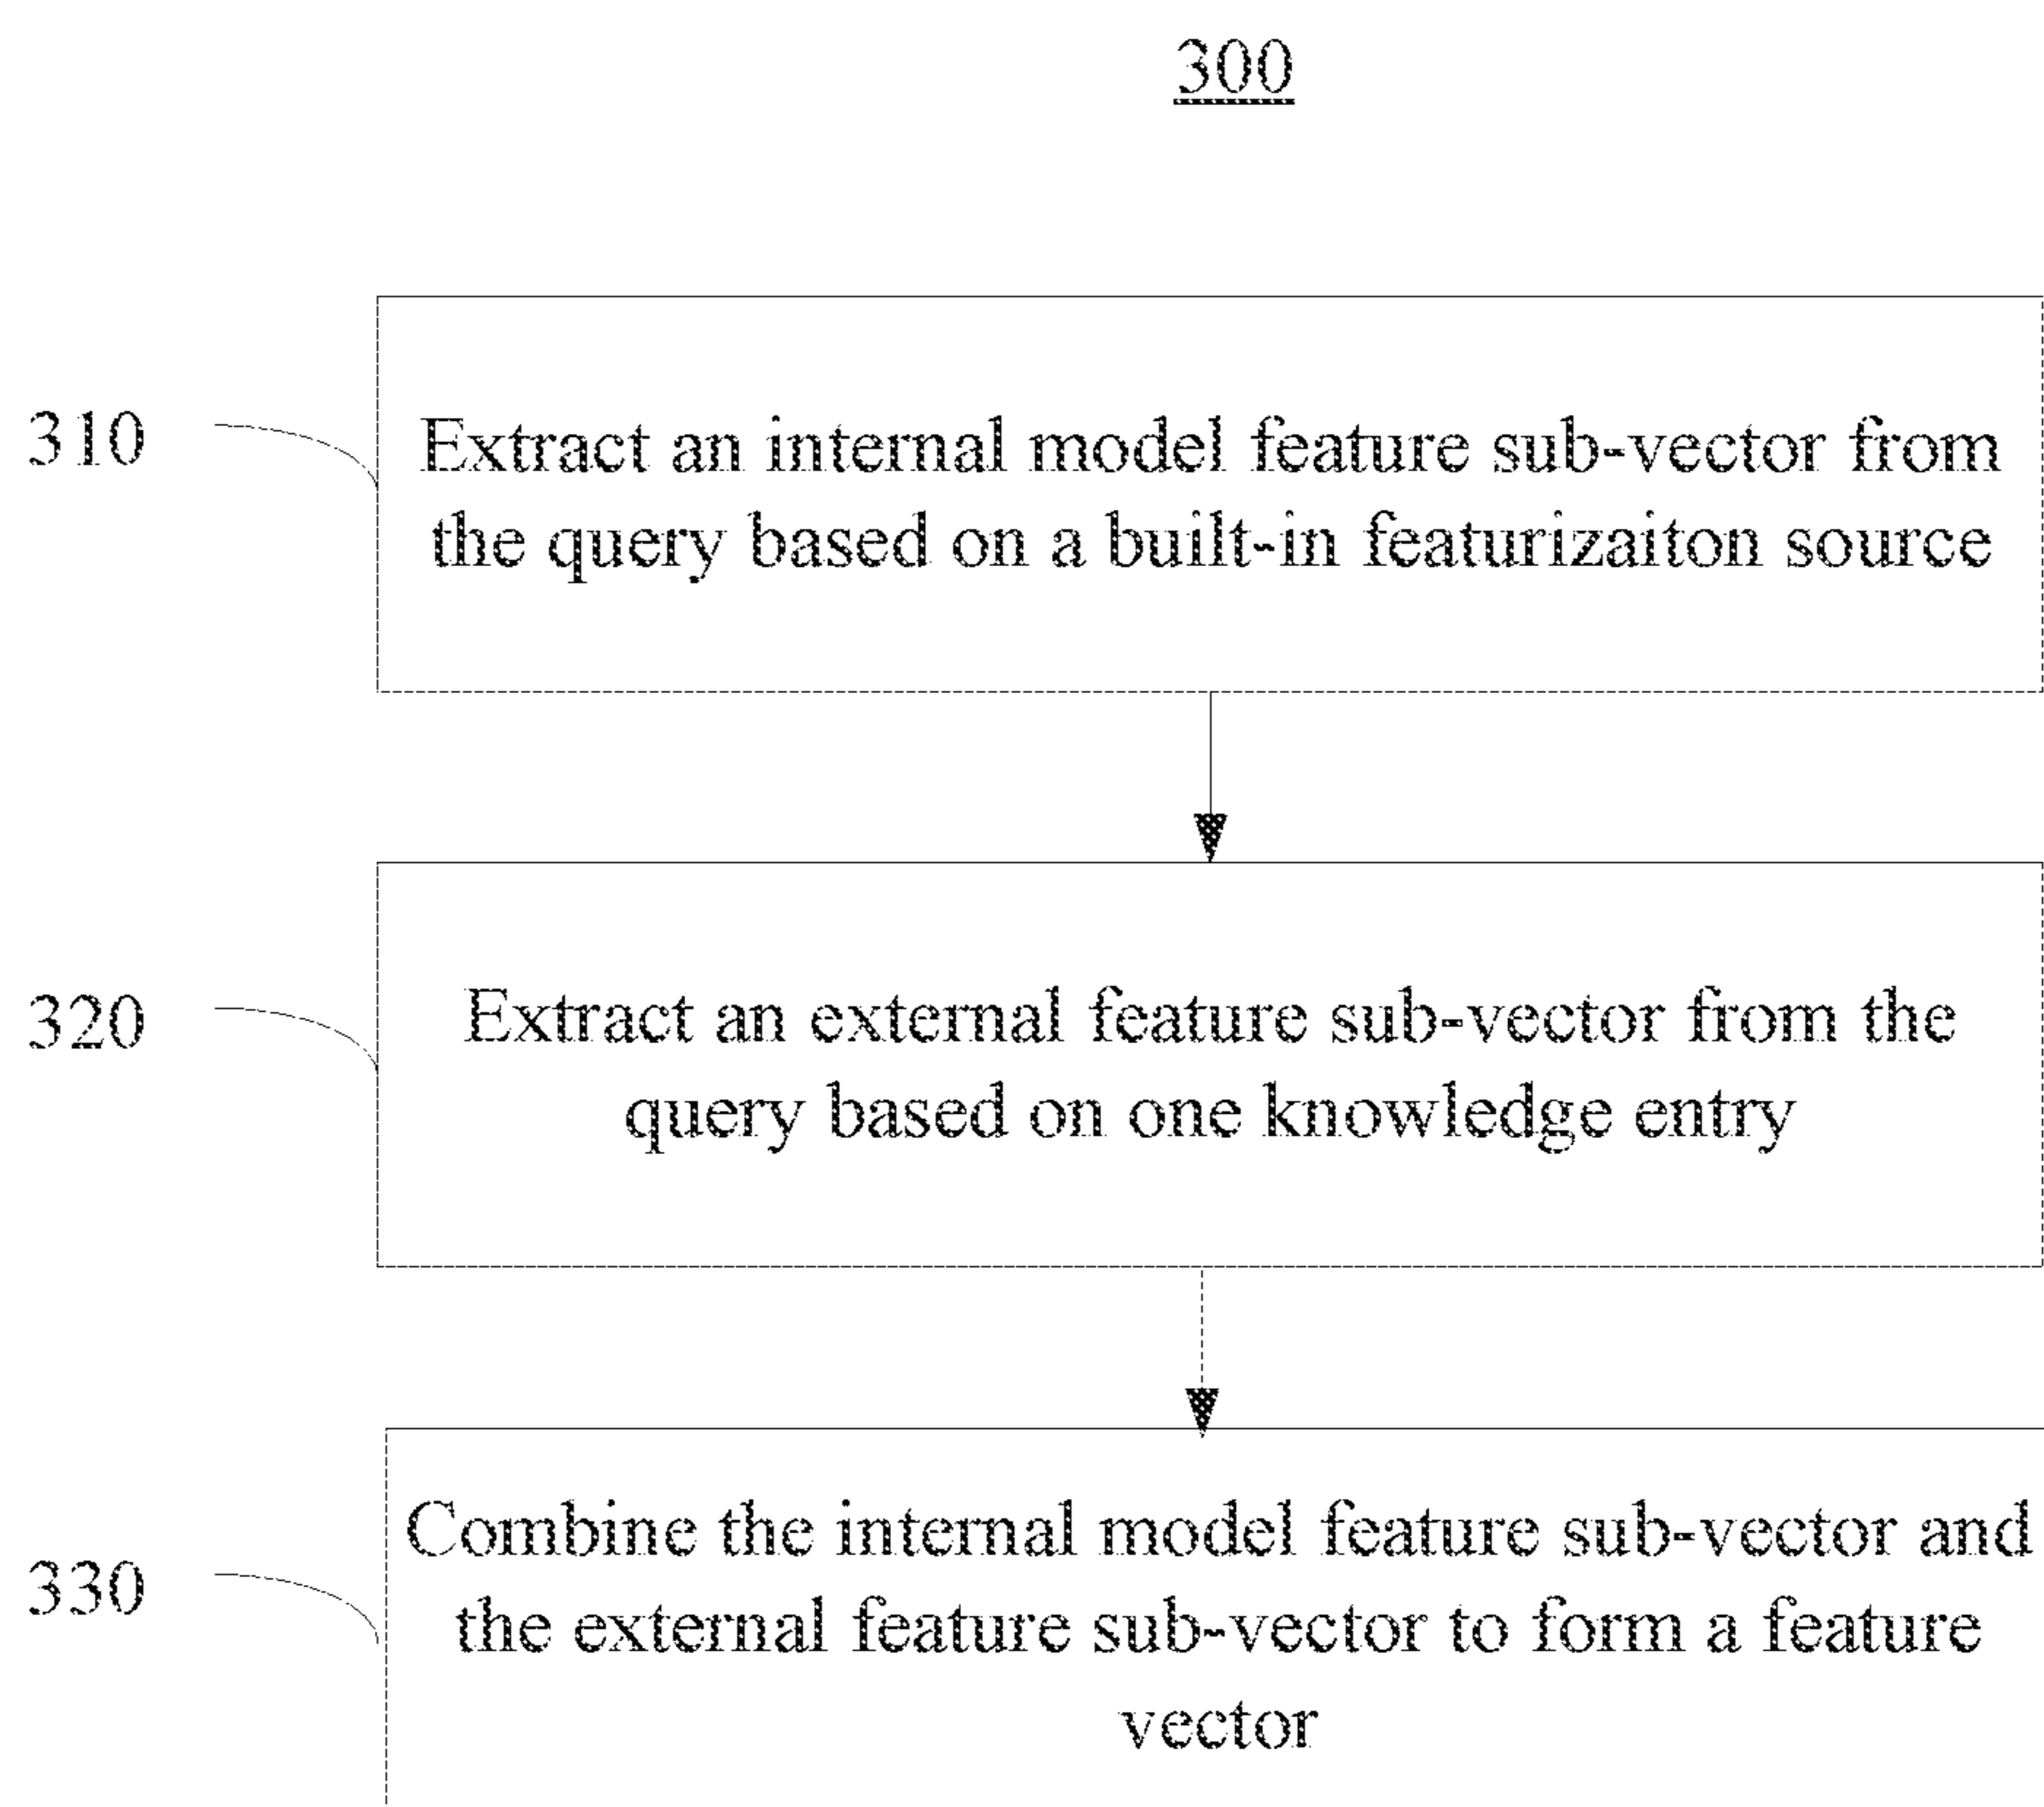 300
310
Extract an internal model feature sub-vector from
the query based on a built-in featurizaiton source
320
Extract an external feature sub-vector from the
query based on one knowledge entry
330
Combine the internal model feature sub-vector and
the external feature sub-vector to form a feature
vector